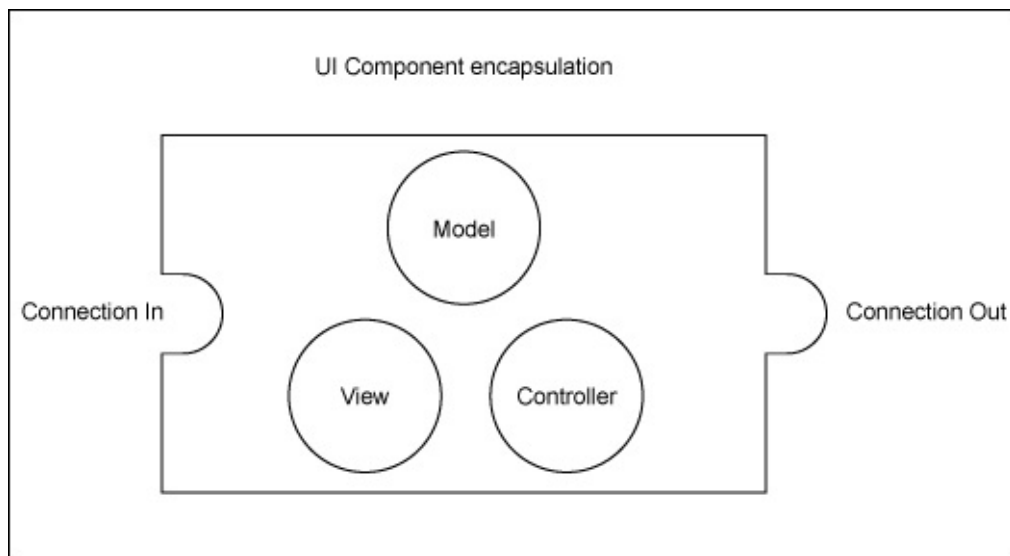 UI Component encapsulation
Model
Connection In
Connection Out
View
Controller